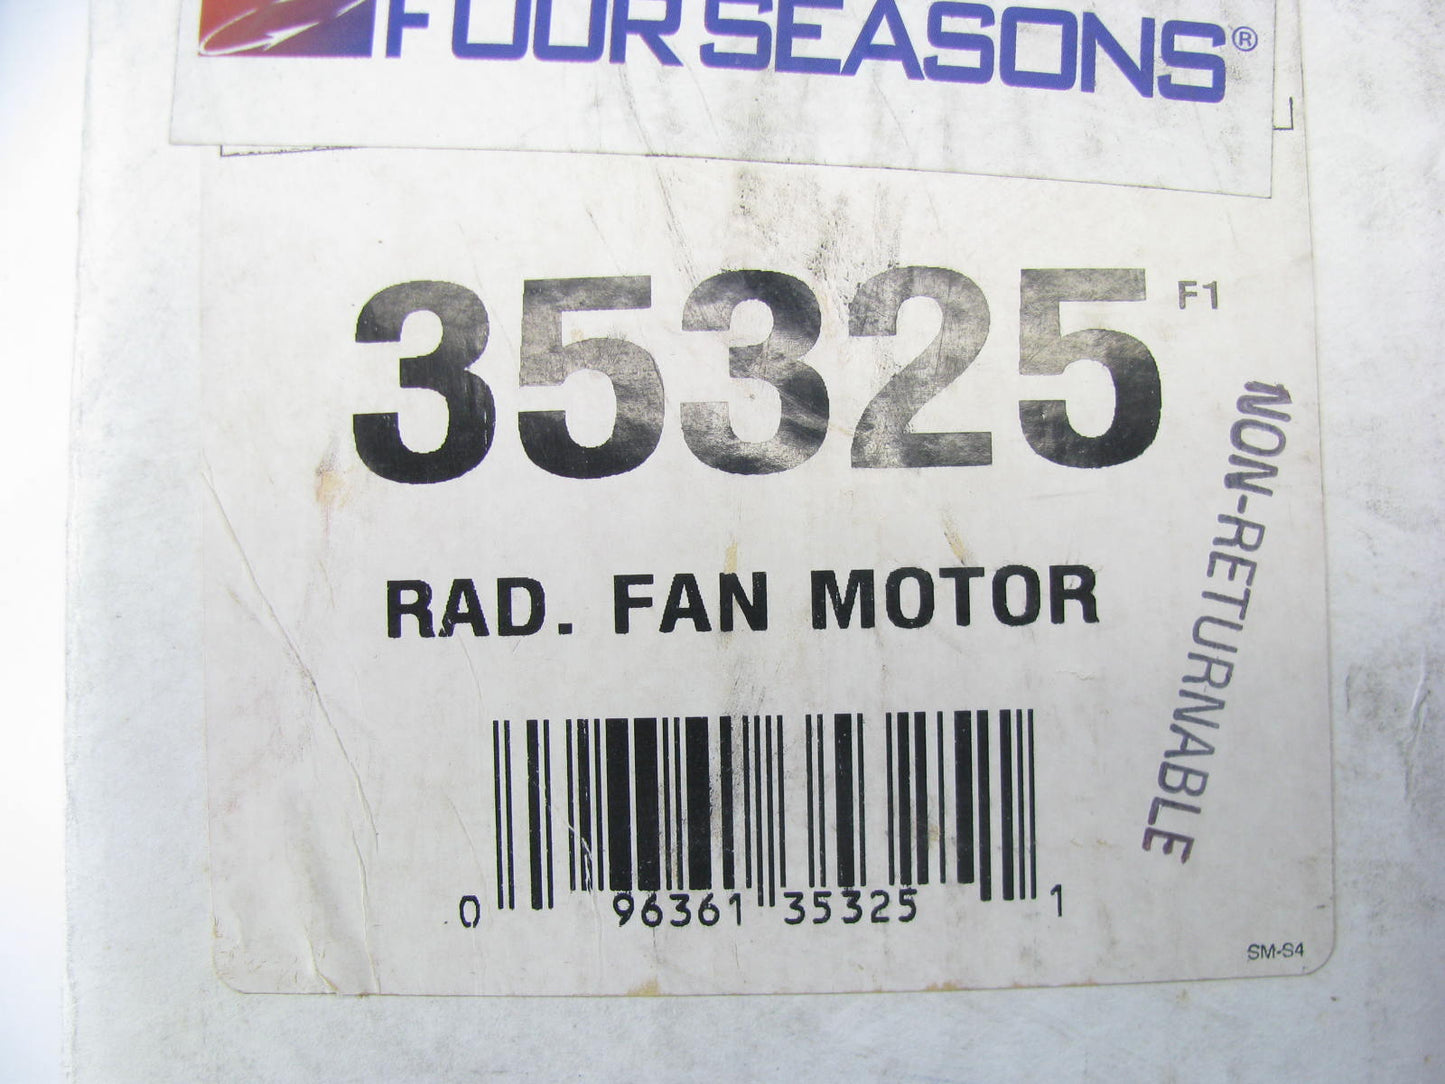 FOUR SEASONS®
35325 F1
RAD. FAN MOTOR
NON-RETURNABLE
0 96361 35325 1
SM-S4